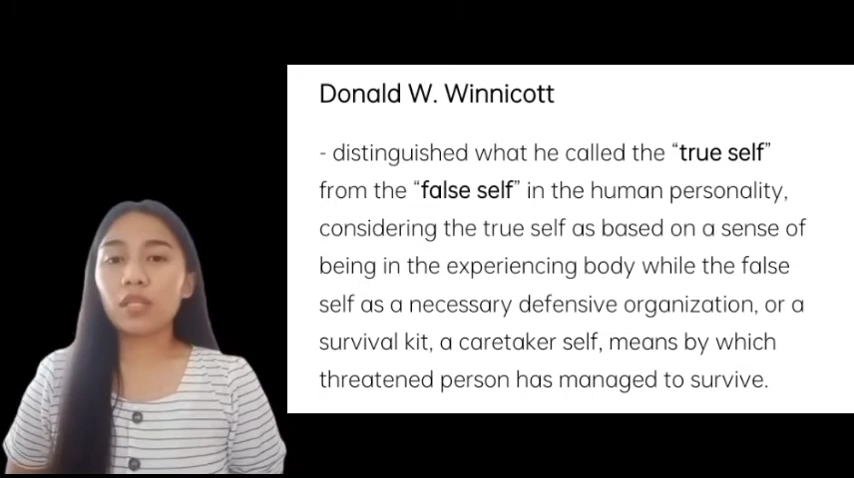 Donald W. Winnicott
- distinguished what he called the “true self”
from the “false self” in the human personality,
considering the true self as based on a sense of
being in the experiencing body while the false
self as a necessary defensive organization, or a
survival kit, a caretaker self, means by which
threatened person has managed to survive.